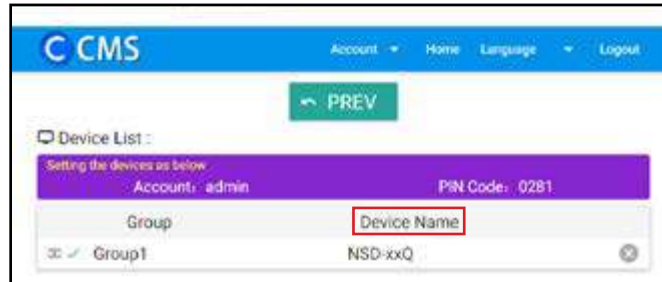 C CMS Account Home Language Logout
PREV
Device List :
Setting the devices as below
Account: admin PIN Code: 0281
Group Device Name
Group1 NSD-xxQ